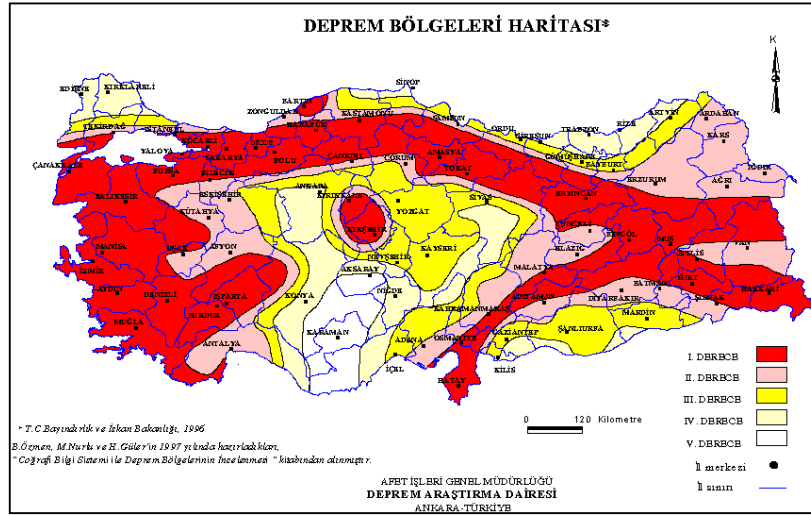 DEPREM BÖLGELERİ HARİTASI*
K
SİNOP
BARTIN
EDİRNE
KIRKLARELİ
ZONGULDAK
KASTAMONU
SAMSUN
ARTVİN
ARDAHAN
TEKİRDAĞ
İSTANBUL
KARABÜK
ORDU
GİRESUN
TRABZON
RİZE
KARS
KOCAELİ
YALOVA
SAKARYA
DÜZCE
BOLU
ÇANKIRI
ÇORUM
AMASYA
TOKAT
GÜMÜŞHANE
BAYBURT
ÇANAKKALE
BURSA
BİLECİK
ERZURUM
AĞRI
IĞDIR
BALIKESİR
ESKİŞEHİR
ANKARA
KIRIKKALE
YOZGAT
SİVAS
ERZİNCAN
KÜTAHYA
KIRŞEHİR
TUNCELİ
BİNGÖL
MUŞ
MANİSA
UŞAK
AFYON
NEVŞEHİR
KAYSERİ
ELAZIĞ
BİTLİS
VAN
İZMİR
AKSARAY
MALATYA
AYDIN
DENİZLİ
ISPARTA
KONYA
NİĞDE
KAHRAMANMARAŞ
ADIYAMAN
DİYARBAKIR
BATMAN
SİİRT
ŞIRNAK
HAKKARİ
BURDUR
MARDİN
MUĞLA
KARAMAN
ADANA
OSMANİYE
GAZİANTEP
ŞANLIURFA
ANTALYA
İÇEL
KİLİS
HATAY
I. DERECE
II. DERECE
III. DERECE
IV. DERECE
V. DERECE
İl merkezi
İl sınırı
0 120 Kilometre
* T.C Bayındırlık ve İskan Bakanlığı, 1996
B.Özmen, M.Nurlu ve H.Güler'in 1997 yılında hazırladıkları,
"Coğrafi Bilgi Sistemi ile Deprem Bölgelerinin İncelenmesi" kitabından alınmıştır.
AFET İŞLERİ GENEL MÜDÜRLÜĞÜ
DEPREM ARAŞTIRMA DAİRESİ
ANKARA-TÜRKİYE